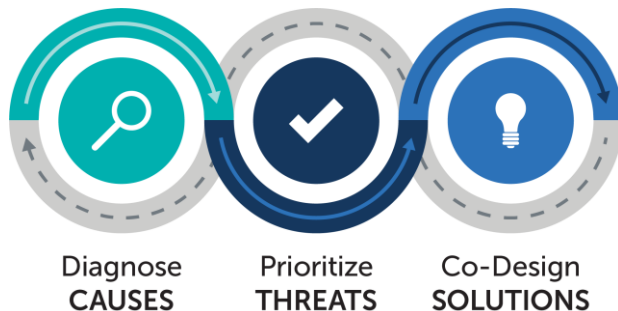 Diagnose
CAUSES
Prioritize
THREATS
Co-Design
SOLUTIONS